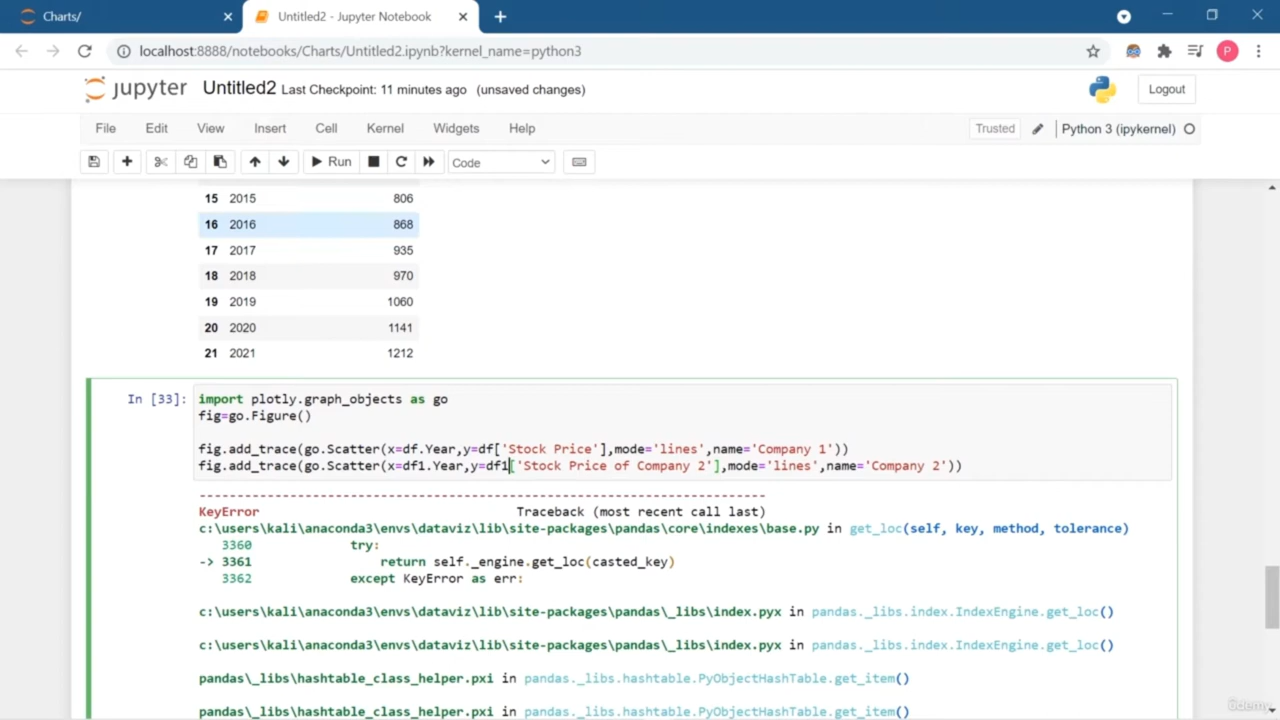 Charts/
Untitled2 - Jupyter Notebook
localhost:8888/notebooks/Charts/Untitled2.ipynb?kernel_name=python3
P
jupyter Untitled2 Last Checkpoint: 11 minutes ago (unsaved changes)
Logout
File Edit View Insert Cell Kernel Widgets Help
Trusted Python 3 (ipykernel)
Run Code
15 2015 806
16 2016 868
17 2017 935
18 2018 970
19 2019 1060
20 2020 1141
21 2021 1212
In [33]: import plotly.graph_objects as go
fig=go.Figure()
fig.add_trace(go.Scatter(x=df.Year,y=df['Stock Price'],mode='lines',name='Company 1'))
fig.add_trace(go.Scatter(x=df1.Year,y=df1['Stock Price of Company 2'],mode='lines',name='Company 2'))
---------------------------------------------------------------------------
KeyError Traceback (most recent call last)
c:\users\kali\anaconda3\envs\dataviz\lib\site-packages\pandas\core\indexes\base.py in get_loc(self, key, method, tolerance)
3360 try:
-> 3361 return self._engine.get_loc(casted_key)
3362 except KeyError as err:
c:\users\kali\anaconda3\envs\dataviz\lib\site-packages\pandas\_libs\index.pyx in pandas._libs.index.IndexEngine.get_loc()
c:\users\kali\anaconda3\envs\dataviz\lib\site-packages\pandas\_libs\index.pyx in pandas._libs.index.IndexEngine.get_loc()
pandas\_libs\hashtable_class_helper.pxi in pandas._libs.hashtable.PyObjectHashTable.get_item()
pandas\_libs\hashtable_class_helper.pxi in pandas._libs.hashtable.PyObjectHashTable.get_item()
Udemy